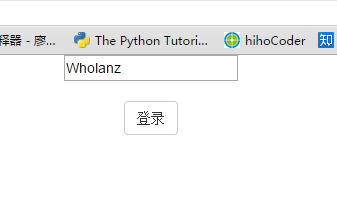 释器 - 廖... The Python Tutori... hihoCoder 知
Wholanz
登录